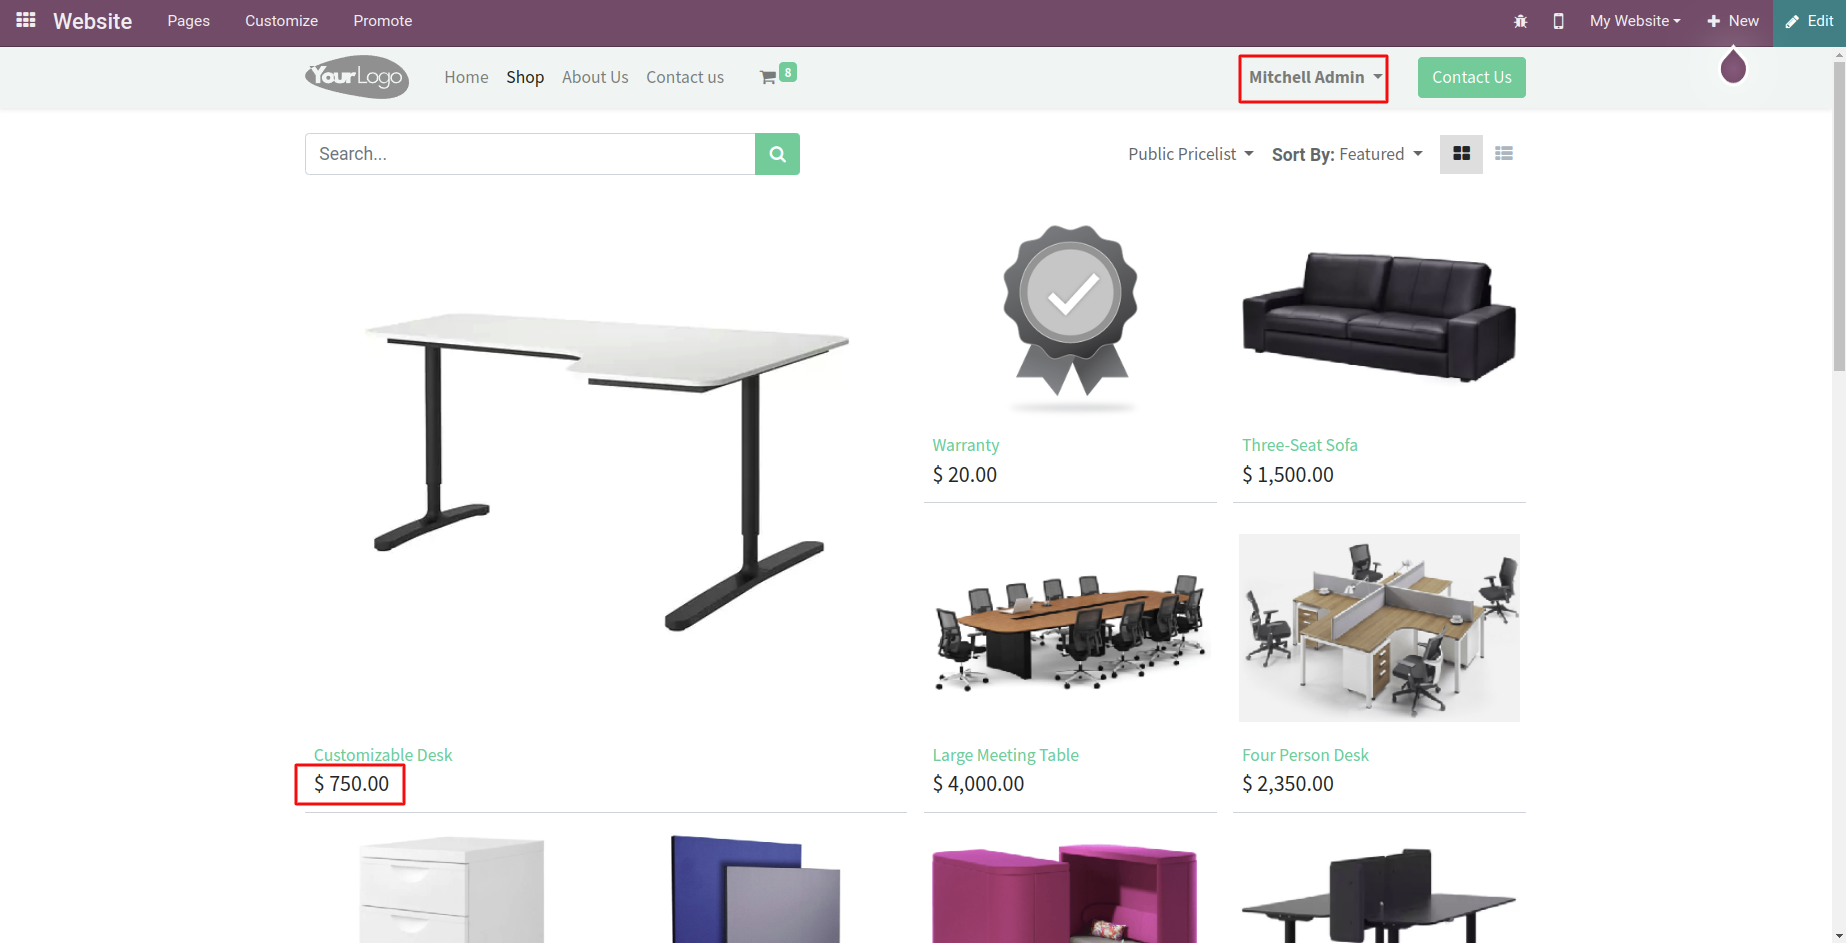 Website Pages Customize Promote My Website New Edit
YourLogo Home Shop About Us Contact us 8 Mitchell Admin Contact Us
Search... Public Pricelist Sort By: Featured
Warranty
$ 20.00
Three-Seat Sofa
$ 1,500.00
Customizable Desk
$ 750.00
Large Meeting Table
$ 4,000.00
Four Person Desk
$ 2,350.00